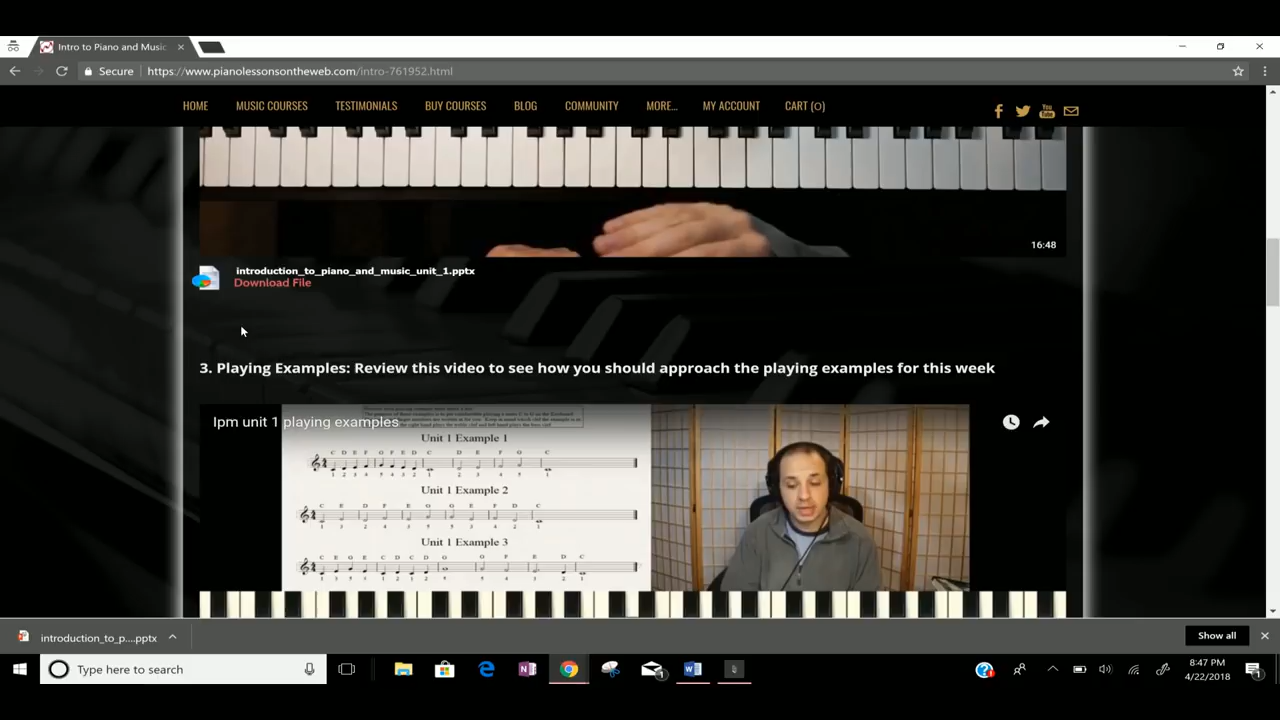 Intro to Piano and Music
Secure https://www.pianolessonsontheweb.com/intro-761952.html
HOME MUSIC COURSES TESTIMONIALS BUY COURSES BLOG COMMUNITY MORE... MY ACCOUNT CART (0)
You
Tube
16:48
introduction_to_piano_and_music_unit_1.pptx
Download File
3. Playing Examples: Review this video to see how you should approach the playing examples for this week
lpm unit 1 playing examples
Unit 1 Example 1
Unit 1 Example 2
Unit 1 Example 3
introduction_to_p....pptx
Show all
Type here to search
8:47 PM
4/22/2018